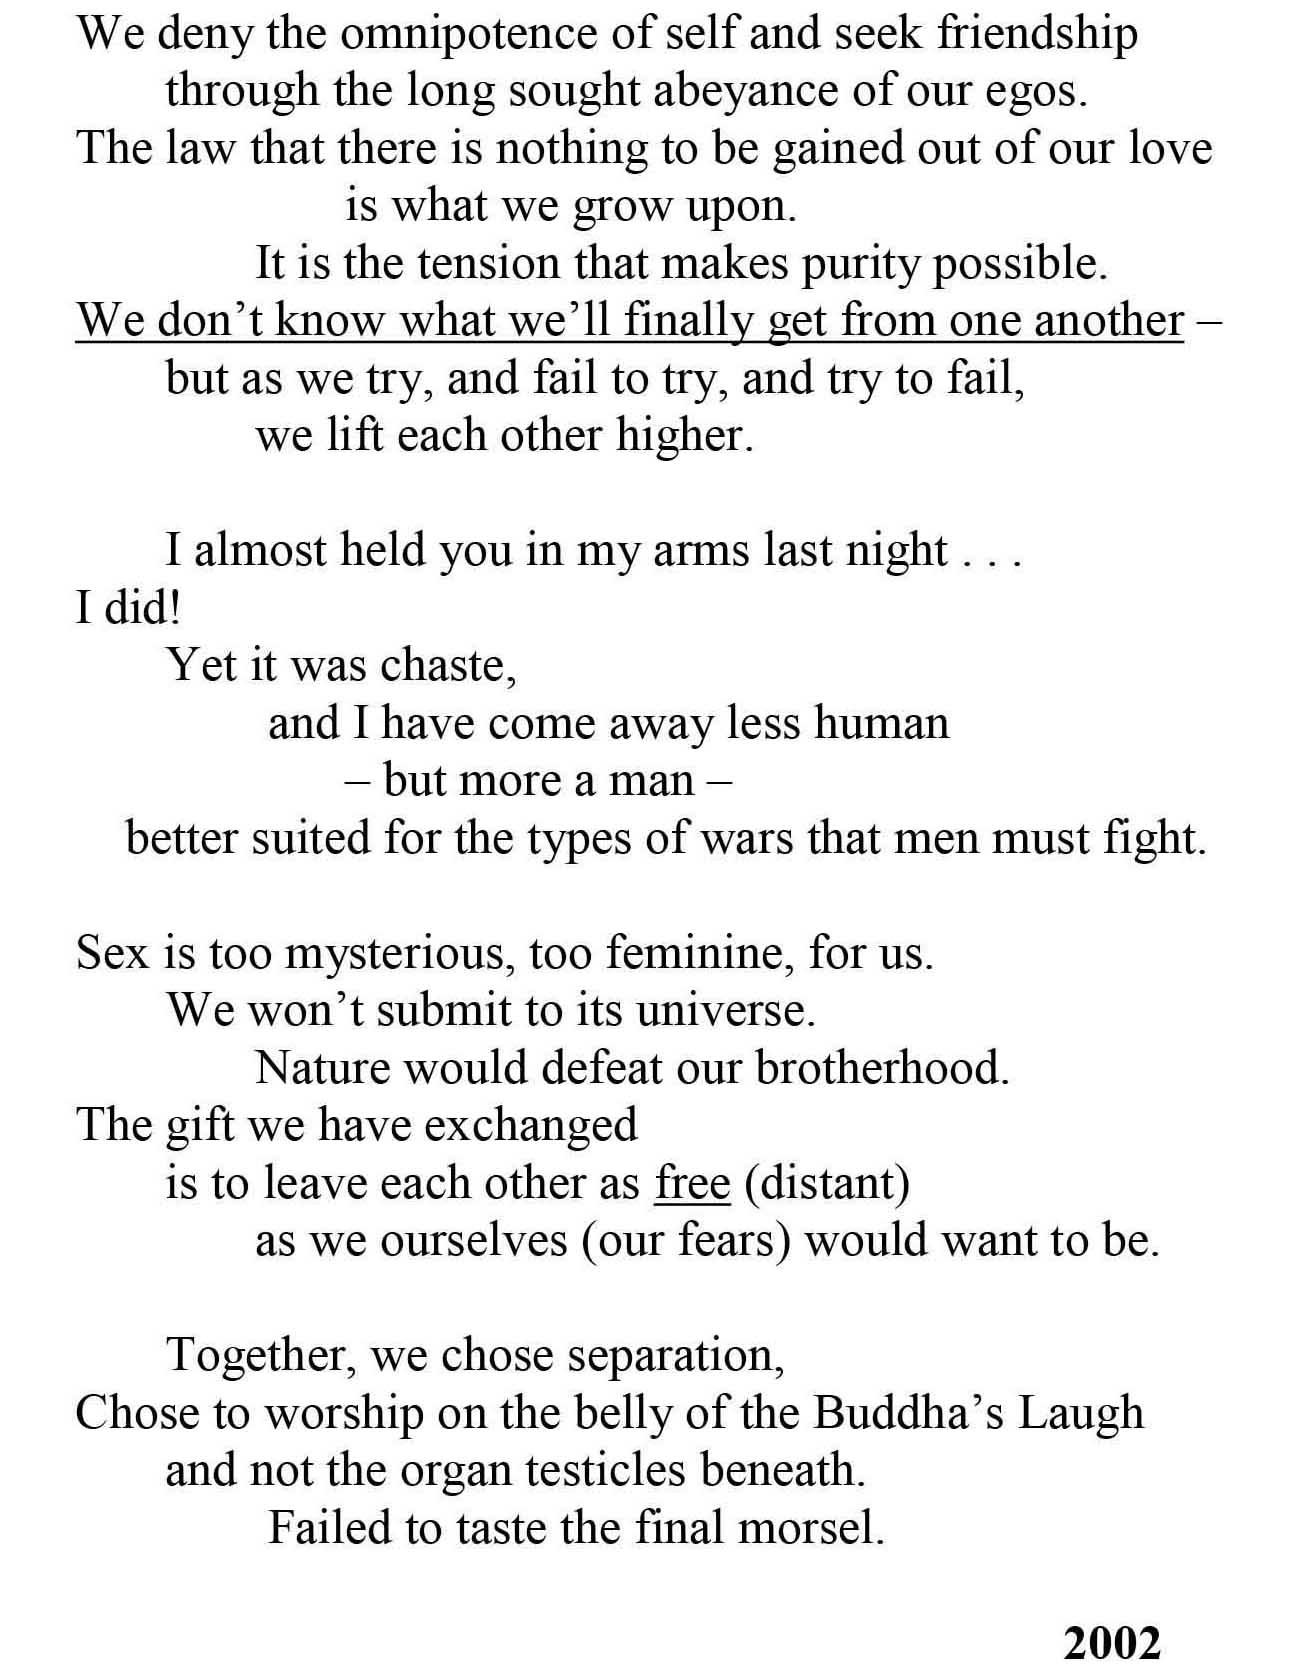 We deny the omnipotence of self and seek friendship
through the long sought abeyance of our egos.
The law that there is nothing to be gained out of our love
is what we grow upon.
It is the tension that makes purity possible.
We don’t know what we’ll finally get from one another –
but as we try, and fail to try, and try to fail,
we lift each other higher.
I almost held you in my arms last night . . .
I did!
Yet it was chaste,
and I have come away less human
– but more a man –
better suited for the types of wars that men must fight.
Sex is too mysterious, too feminine, for us.
We won’t submit to its universe.
Nature would defeat our brotherhood.
The gift we have exchanged
is to leave each other as free (distant)
as we ourselves (our fears) would want to be.
Together, we chose separation,
Chose to worship on the belly of the Buddha’s Laugh
and not the organ testicles beneath.
Failed to taste the final morsel.
2002